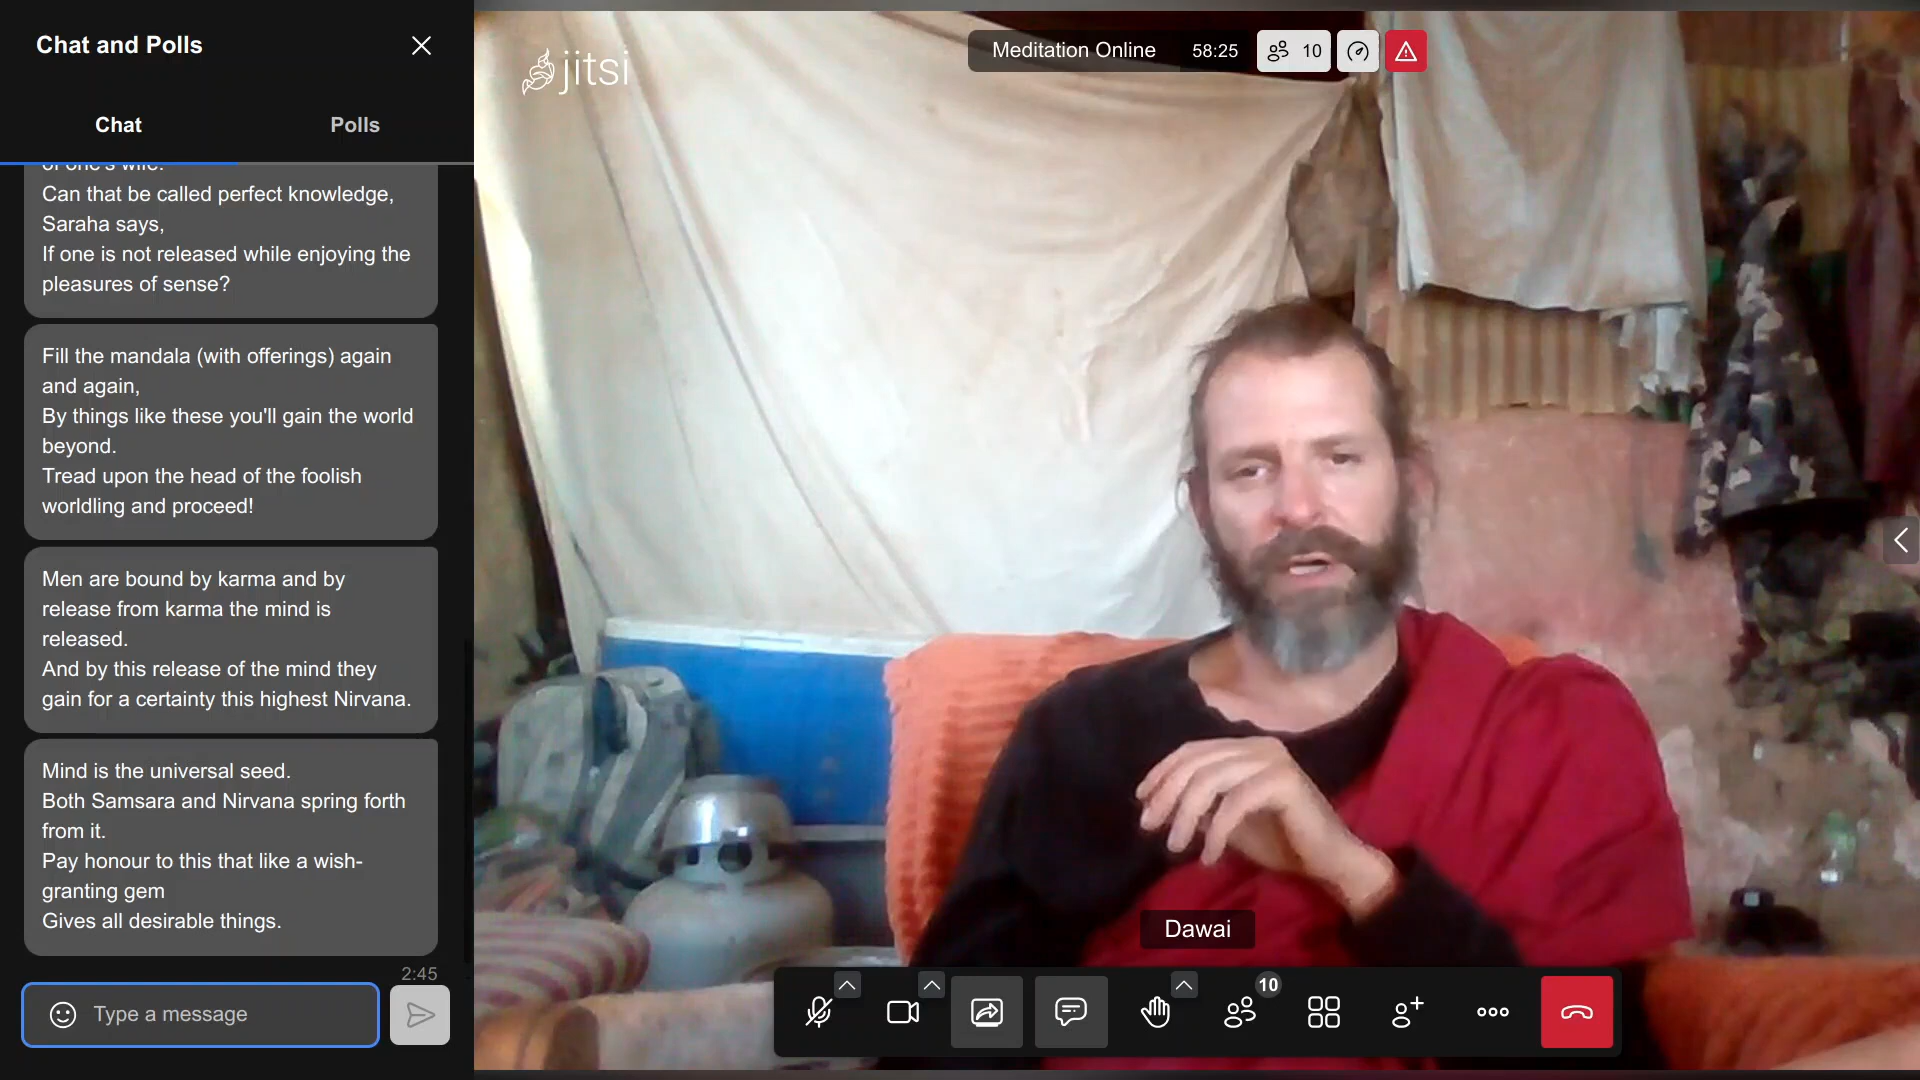 Chat and Polls
Chat
Polls
of one's wife.
Can that be called perfect knowledge,
Saraha says,
If one is not released while enjoying the
pleasures of sense?
Fill the mandala (with offerings) again
and again,
By things like these you'll gain the world
beyond.
Tread upon the head of the foolish
worldling and proceed!
Men are bound by karma and by
release from karma the mind is
released.
And by this release of the mind they
gain for a certainty this highest Nirvana.
Mind is the universal seed.
Both Samsara and Nirvana spring forth
from it.
Pay honour to this that like a wish-
granting gem
Gives all desirable things.
2:45
Type a message
jitsi
Meditation Online
58:25
10
Dawai
10